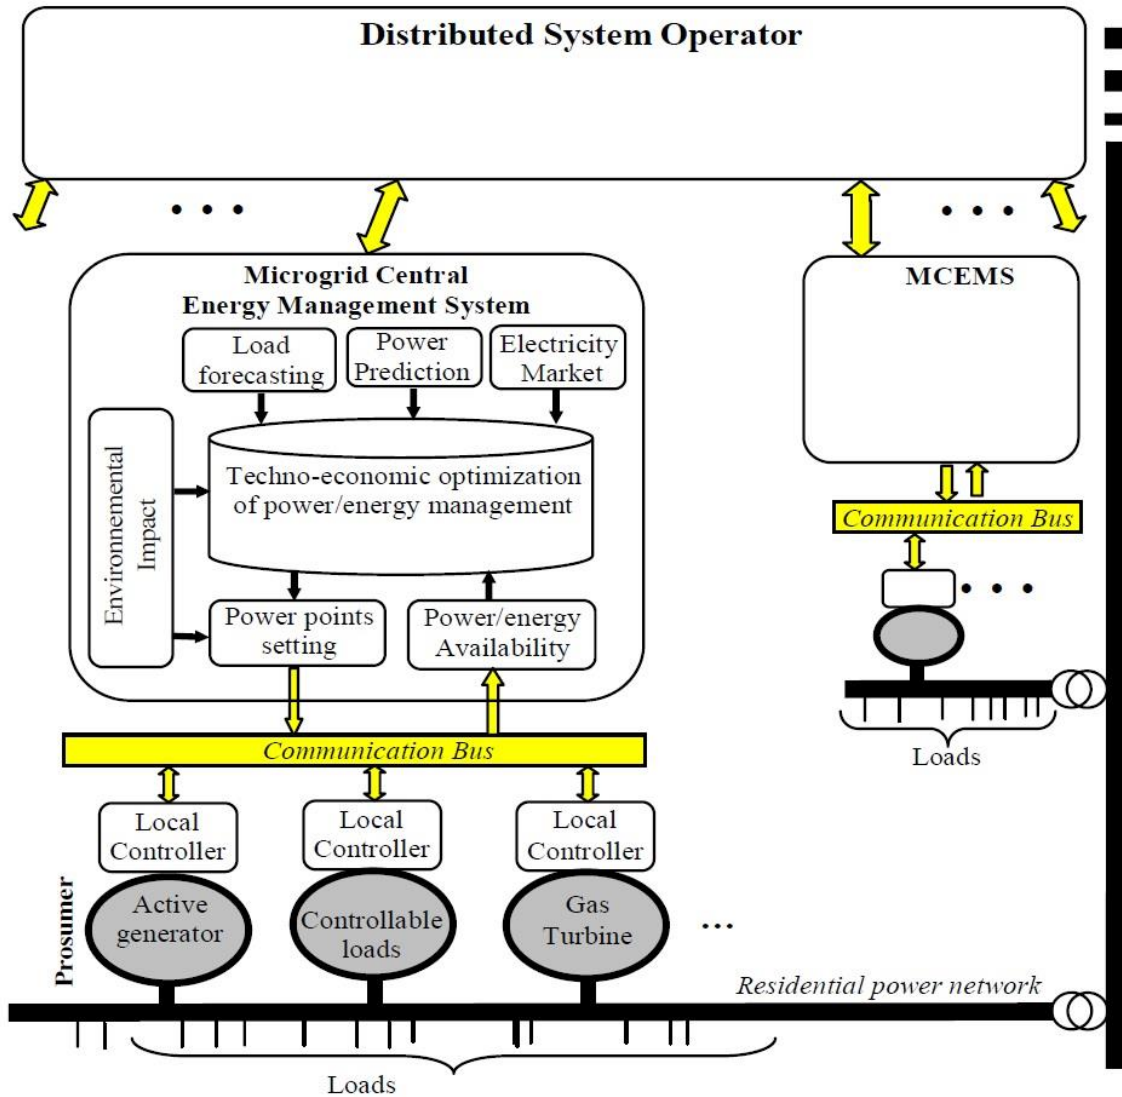 Distributed System Operator
• • •
• • •
Microgrid Central
Energy Management System
Load
forecasting
Power
Prediction
Electricity
Market
Environnemental
Impact
Techno-economic optimization
of power/energy management
Power points
setting
Power/energy
Availability
Communication Bus
MCEMS
Communication Bus
• • •
Loads
Local
Controller
Local
Controller
Local
Controller
Prosumer
Active
generator
Controllable
loads
Gas
Turbine
...
Residential power network
Loads